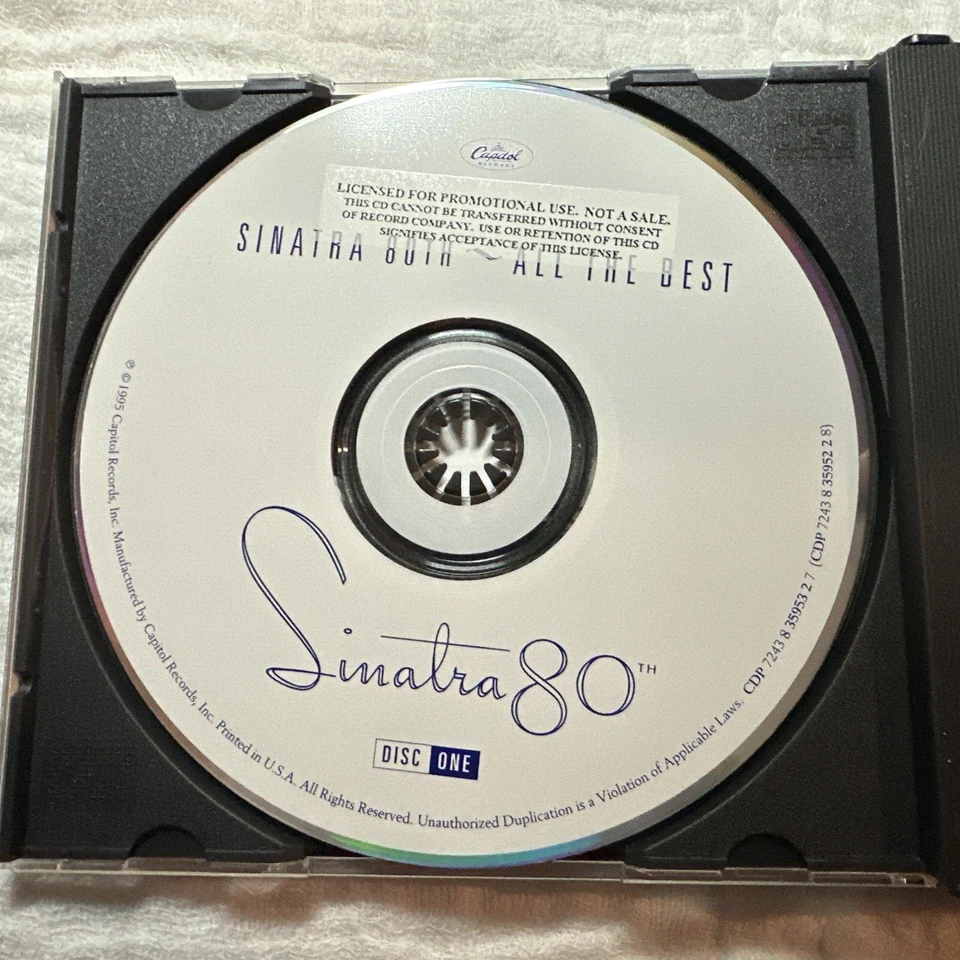 Capitol
RECORDS
LICENSED FOR PROMOTIONAL USE. NOT A SALE.
THIS CD CANNOT BE TRANSFERRED WITHOUT CONSENT
OF RECORD COMPANY. USE OR RETENTION OF THIS CD
SIGNIFIES ACCEPTANCE OF THIS LICENSE.
SINATRA 80TH ~ ALL THE BEST
℗ © 1995 Capitol Records, Inc. Manufactured by Capitol Records, Inc. Printed in U.S.A. All Rights Reserved. Unauthorized Duplication is a Violation of Applicable Laws. CDP 7243 8 35953 2 7 (CDP 7243 8 35952 2 8)
Sinatra 80TH
DISC ONE